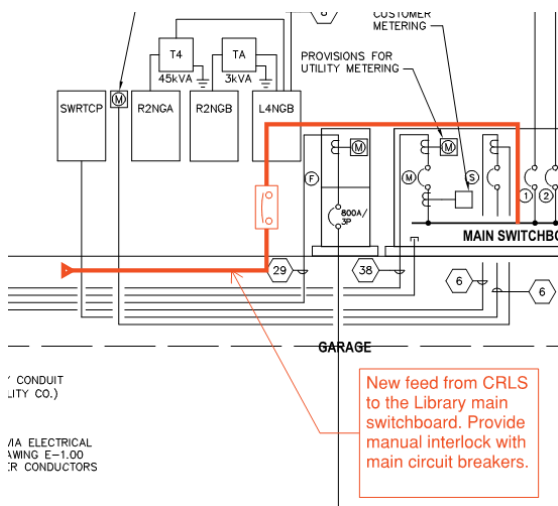 CUSTOMER
METERING
PROVISIONS FOR
UTILITY METERING
T4
TA
45kVA
3kVA
SWRTCP
M
R2NGA
R2NGB
L4NGB
M
M
F
M
S
1
2
800A/
3P
MAIN SWITCHBO
29
38
6
6
GARAGE
CONDUIT
LITY CO.)
VIA ELECTRICAL
AWING E-1.00
ER CONDUCTORS
New feed from CRLS
to the Library main
switchboard. Provide
manual interlock with
main circuit breakers.